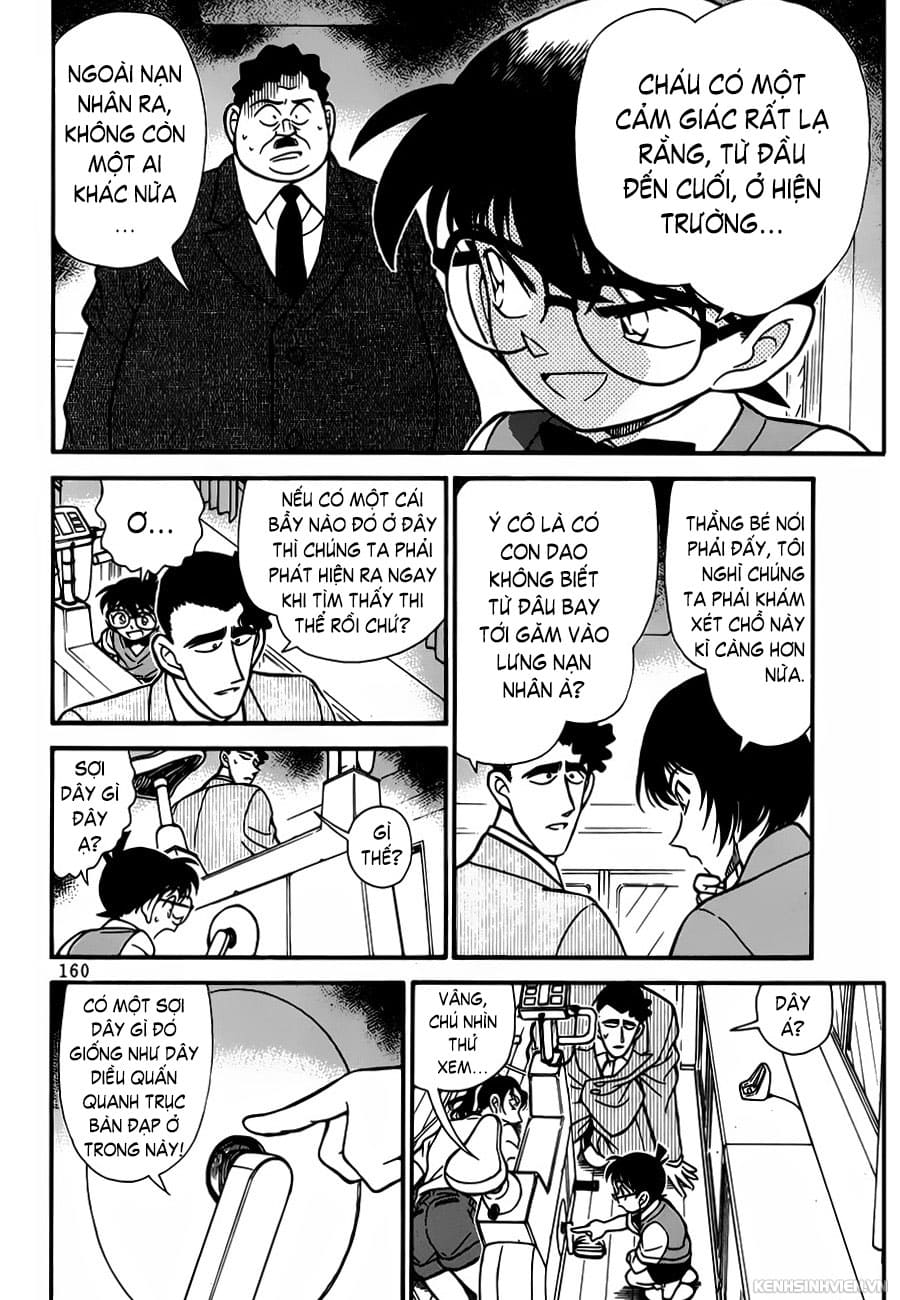 CHÁU CÓ MỘT
CẢM GIÁC RẤT LẠ
RẰNG, TỪ ĐẦU
ĐẾN CUỐI, Ở HIỆN
TRƯỜNG...
NGOÀI NẠN
NHÂN RA,
KHÔNG CÒN
MỘT AI
KHÁC NỮA
...
THẰNG BÉ NÓI
PHẢI ĐẤY, TÔI
NGHĨ CHÚNG
TA PHẢI KHÁM
XÉT CHỔ NÀY
KĨ CÀNG HƠN
NỮA.
Ý CÔ LÀ CÓ
CON DAO
KHÔNG BIẾT
TỪ ĐÂU BAY
TỚI GĂM VÀO
LƯNG NẠN
NHÂN À?
NẾU CÓ MỘT CÁI
BẪY NÀO ĐÓ Ở ĐÂY
THÌ CHÚNG TA PHẢI
PHÁT HIỆN RA NGAY
KHI TÌM THẤY THI
THỂ RỒI CHỨ?
Ơ...
GÌ
THẾ?
SỢI
DÂY GÌ
ĐÂY
Ạ?
160
DÂY
Á?
VÂNG,
CHÚ NHÌN
THỬ
XEM...
CÓ MỘT SỢI
DÂY GÌ ĐÓ
GIỐNG NHƯ DÂY
DIỀU QUẤN
QUANH TRỤC
BÀN ĐẠP Ở
TRONG NÀY!
KENHSINHVIEN.VN